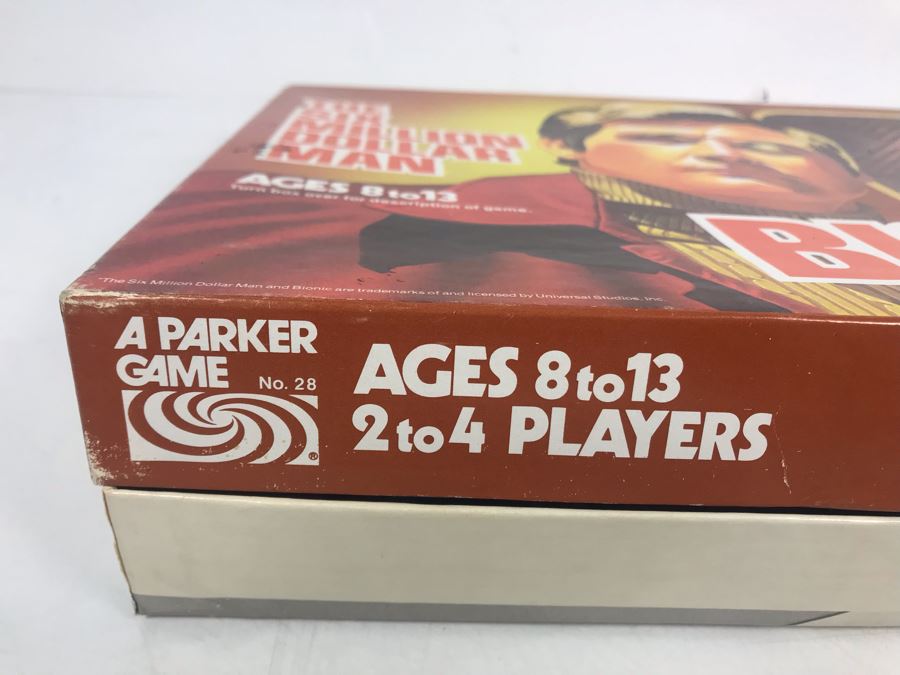 THE
SIX
MILLION
DOLLAR
MAN
AGES 8 to 13
Turn box over for description of game.
"The Six Million Dollar Man and Bionic are trademarks of and licensed by Universal Studios, Inc.
A PARKER
GAME No. 28
®
AGES 8 to 13
2 to 4 PLAYERS